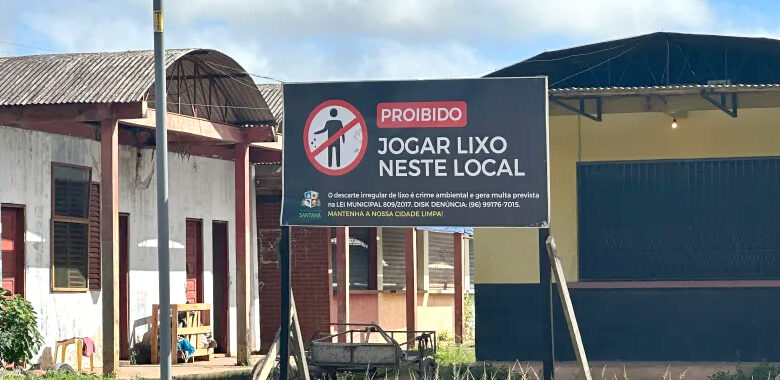 PROIBIDO
JOGAR LIXO
NESTE LOCAL
O descarte irregular de lixo é crime ambiental e gera multa prevista
na LEI MUNICIPAL 809/2017. DISK DENÚNCIA: (96) 99176-7015.
MANTENHA A NOSSA CIDADE LIMPA!
SANTANA